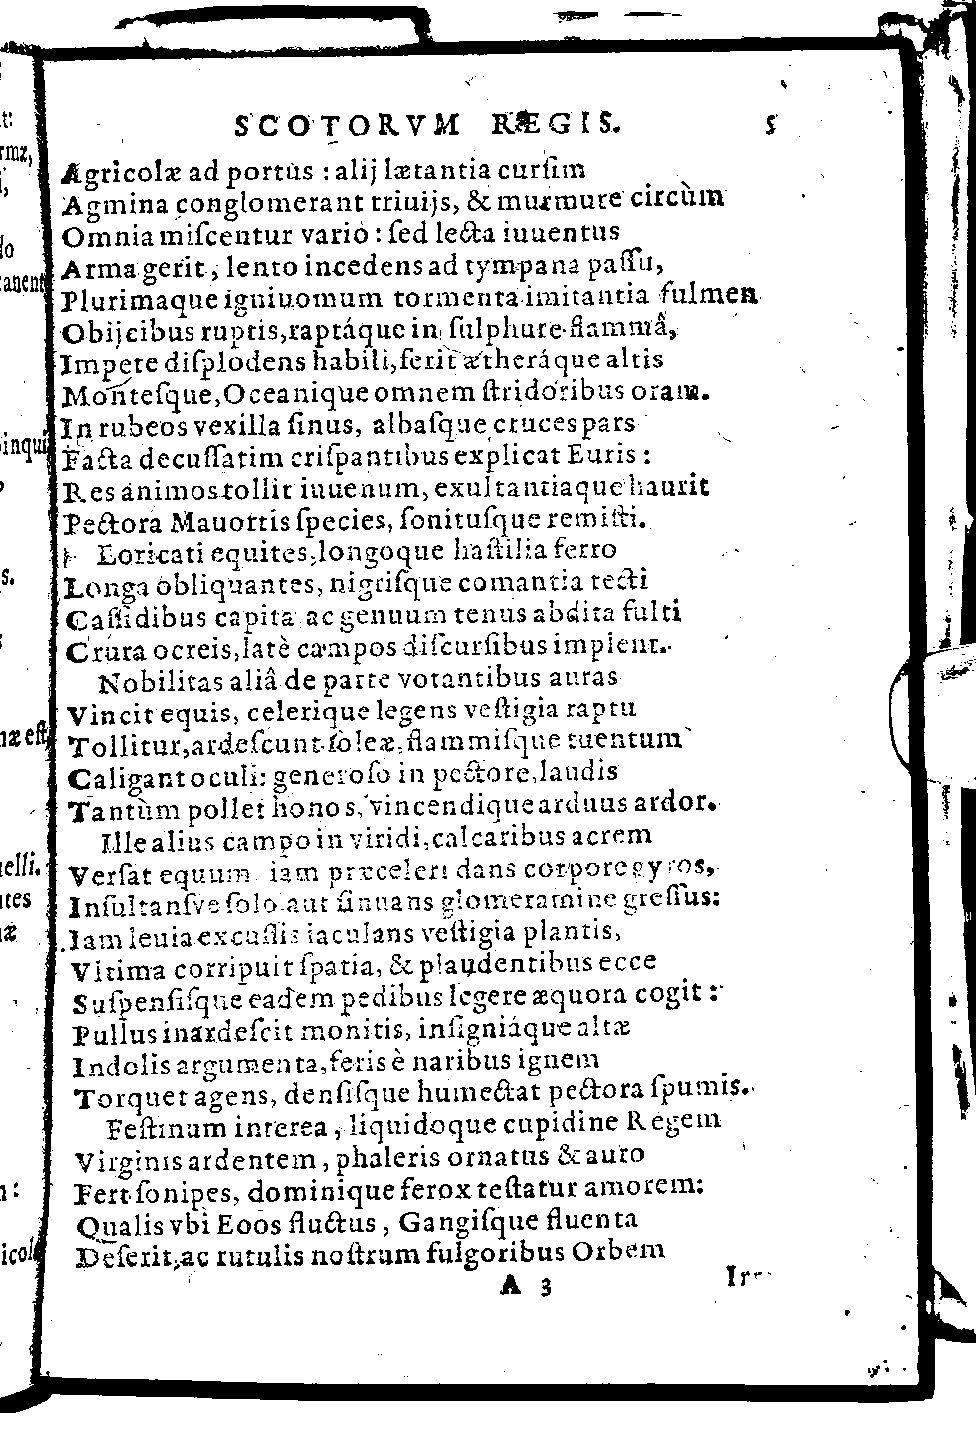 SCOTORVM RÆGIS. 5
Agricolæ ad portus : alij lætantia curſim
Agmina conglomerant triuijs, & murmure circùm
Omnia miſcentur vario : ſed lecta iuuentus
Arma gerit, lento incedens ad tympana paſſu,
Plurimaque igniuomum tormenta imitantia fulmen
Obijcibus ruptis, raptáque in ſulphure flammâ,
Impete diſplodens habili, ferit ætheráque altis
Monteſque, Oceanique omnem ſtridoribus oram.
In rubeos vexilla ſinus, albaſque cruces pars
Facta decuſſatim criſpantibus explicat Euris :
Res animos tollit iuuenum, exultantiaque haurit
Pectora Mauortis ſpecies, ſonituſque remiſti.
Loricati equites, longoque haſtilia ferro
Longa obliquantes, nigriſque comantia tecti
Caſſidibus capita ac genuum tenus abdita fulti
Crura ocreis, latè campos diſcurſibus implent.
Nobilitas aliâ de parte votantibus auras
Vincit equis, celerique legens veſtigia raptu
Tollitur, ardeſcunt ſoleæ, flammiſque tuentum
Caligant oculi: generoſo in pectore, laudis
Tantùm pollet honos, vincendique arduus ardor.
Ille alius campo in viridi, calcaribus acrem
Verſat equum iam præceleri dans corpore gyros,
Inſultanſve ſolo aut ſinuans glomeramine greſſus:
Iam leuia excuſſis iaculans veſtigia plantis,
Vltima corripuit ſpatia, & plaudentibus ecce
Suſpenſiſque eadem pedibus legere æquora cogit :
Pullus inardeſcit monitis, inſigniáque altæ
Indolis argumenta, feris è naribus ignem
Torquet agens, denſiſque humectat pectora ſpumis.
Feſtinum interea, liquidoque cupidine Regem
Virginis ardentem, phaleris ornatus & auro
Fert ſonipes, dominique ferox teſtatur amorem:
Qualis vbi Eoos fluctus, Gangiſque fluenta
Deſerit, ac rutulis noſtrum fulgoribus Orbem
A 3